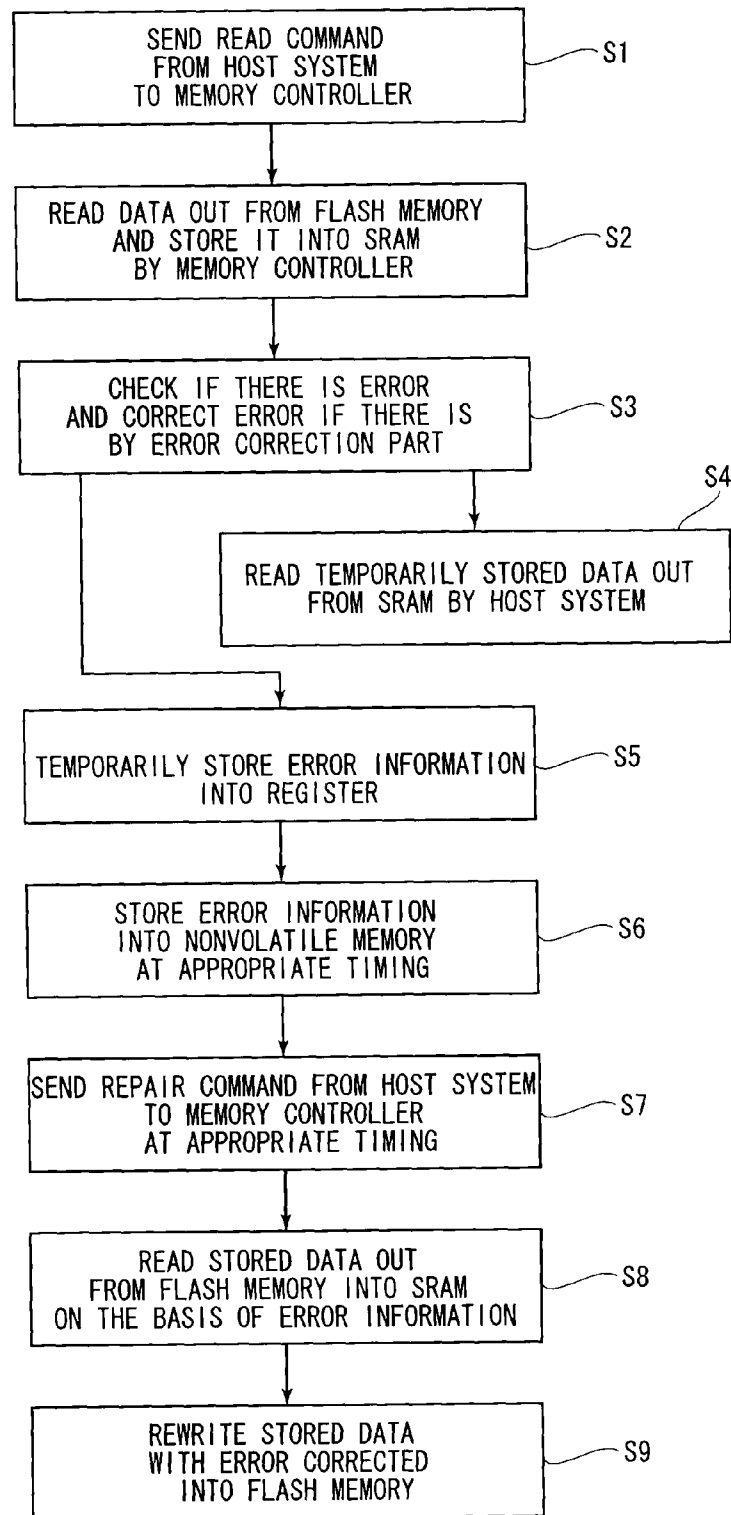 SEND READ COMMAND
FROM HOST SYSTEM
TO MEMORY CONTROLLER
S1
READ DATA OUT FROM FLASH MEMORY
AND STORE IT INTO SRAM
BY MEMORY CONTROLLER
S2
CHECK IF THERE IS ERROR
AND CORRECT ERROR IF THERE IS
BY ERROR CORRECTION PART
S3
S4
READ TEMPORARILY STORED DATA OUT
FROM SRAM BY HOST SYSTEM
TEMPORARILY STORE ERROR INFORMATION
INTO REGISTER
S5
STORE ERROR INFORMATION
INTO NONVOLATILE MEMORY
AT APPROPRIATE TIMING
S6
SEND REPAIR COMMAND FROM HOST SYSTEM
TO MEMORY CONTROLLER
AT APPROPRIATE TIMING
S7
READ STORED DATA OUT
FROM FLASH MEMORY INTO SRAM
ON THE BASIS OF ERROR INFORMATION
S8
REWRITE STORED DATA
WITH ERROR CORRECTED
INTO FLASH MEMORY
S9